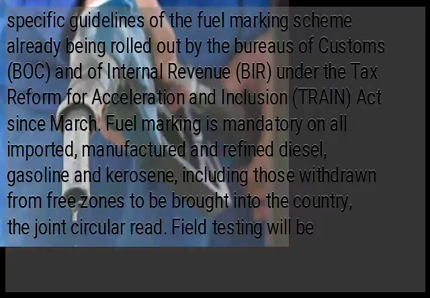 specific guidelines of the fuel marking scheme
already being rolled out by the bureaus of Customs
(BOC) and of Internal Revenue (BIR) under the Tax
Reform for Acceleration and Inclusion (TRAIN) Act
since March. Fuel marking is mandatory on all
imported, manufactured and refined diesel,
gasoline and kerosene, including those withdrawn
from free zones to be brought into the country,
the joint circular read. Field testing will be